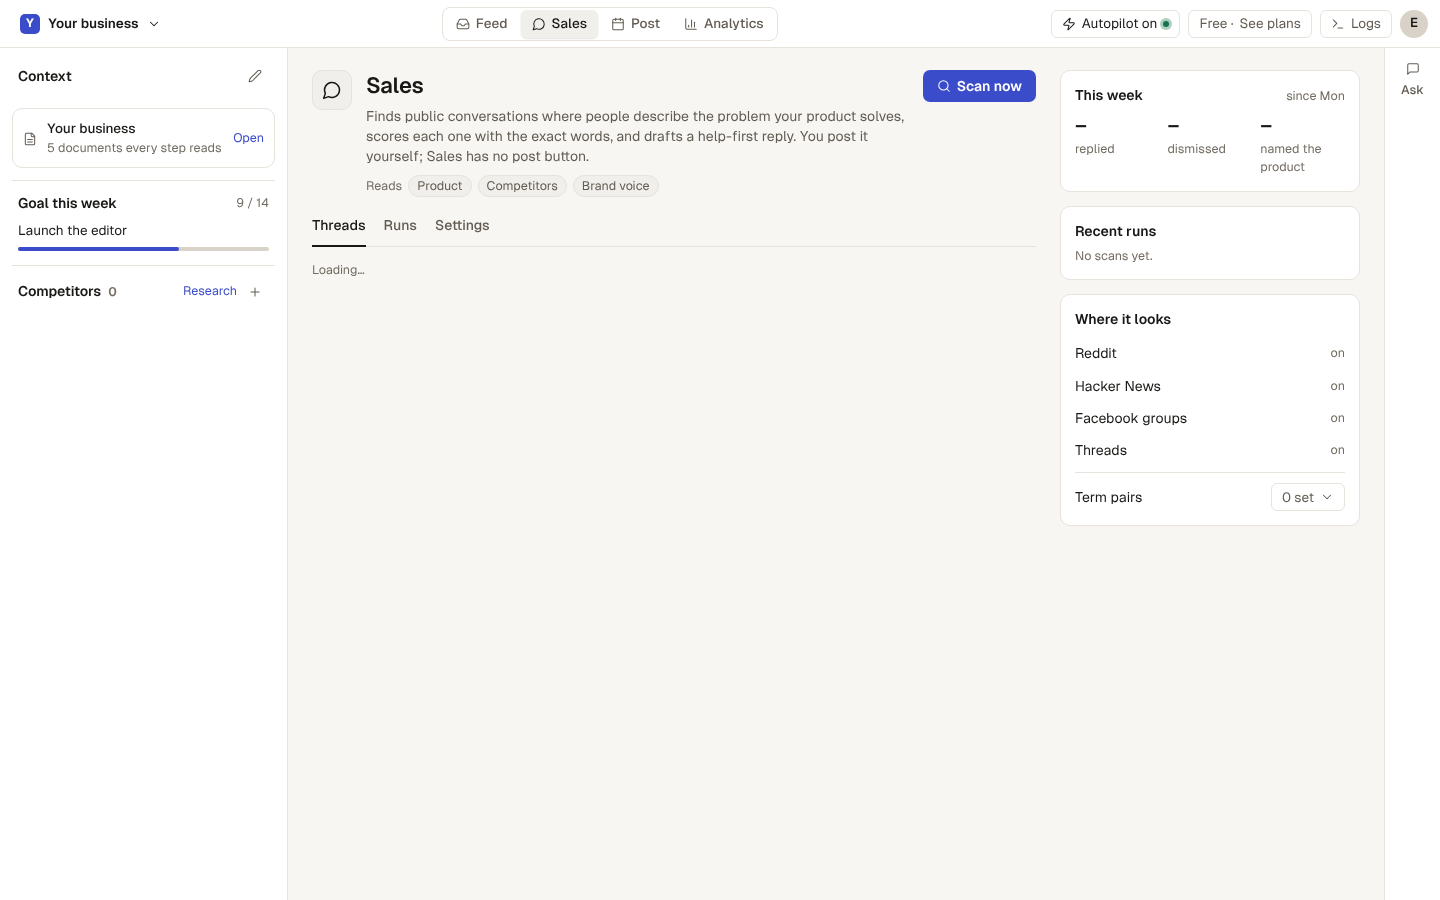 Y Your business
Feed
Sales
Post
Analytics
Autopilot on
Free · See plans
Logs
E
Context
Your business
5 documents every step reads
Open
Goal this week
9 / 14
Launch the editor
Competitors 0
Research
Sales
Finds public conversations where people describe the problem your product solves,
scores each one with the exact words, and drafts a help-first reply. You post it
yourself; Sales has no post button.
Reads Product Competitors Brand voice
Scan now
Threads
Runs
Settings
Loading...
This week
since Mon
–
–
–
replied
dismissed
named the
product
Recent runs
No scans yet.
Where it looks
Reddit on
Hacker News on
Facebook groups on
Threads on
Term pairs
0 set
Ask